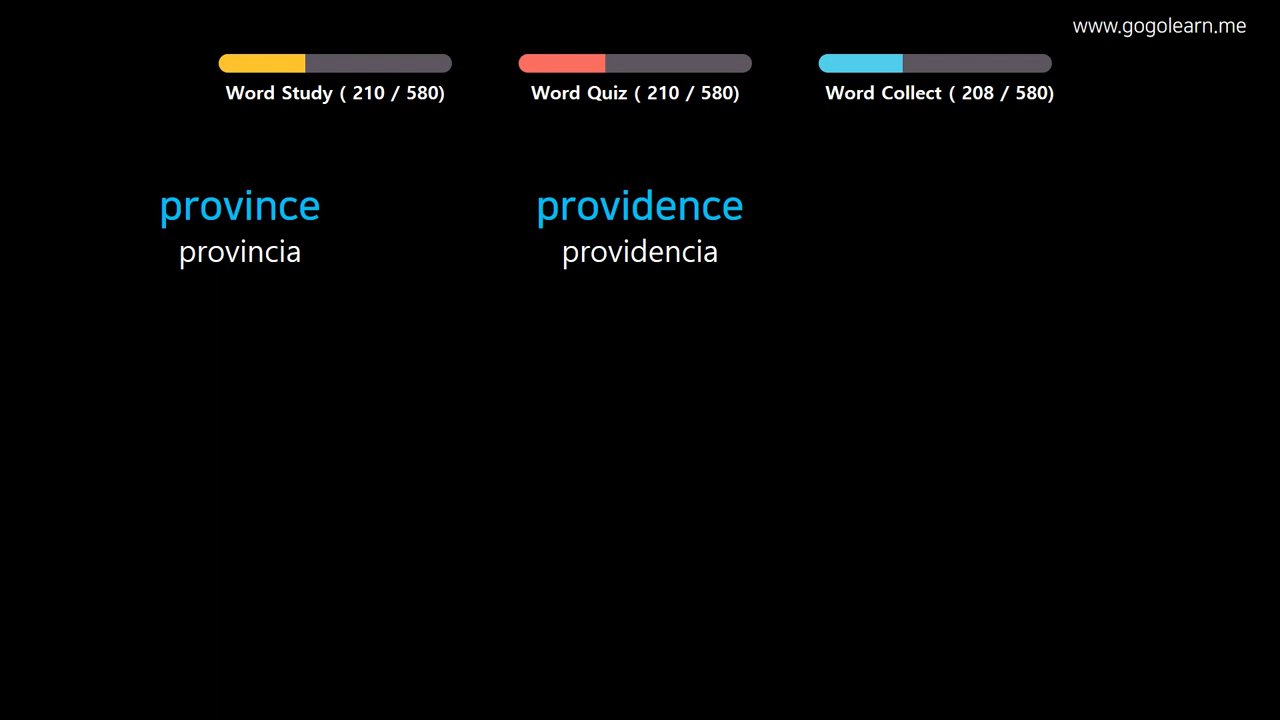 www.gogolearn.me
Word Study ( 210 / 580)
Word Quiz ( 210 / 580)
Word Collect ( 208 / 580)
province
provincia
providence
providencia